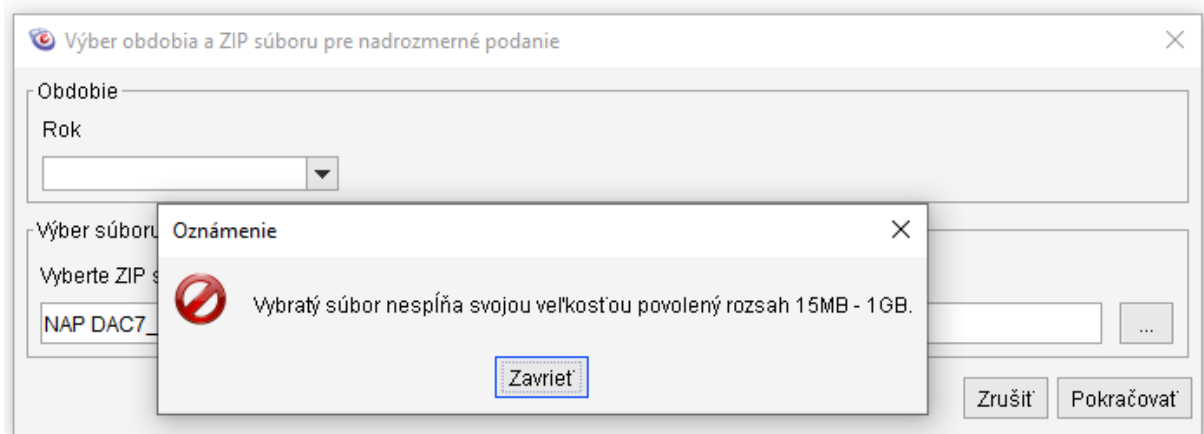 Výber obdobia a ZIP súboru pre nadrozmerné podanie
Obdobie
Rok
Výber súboru
Oznámenie
Vyberte ZIP
Vybratý súbor nespĺňa svojou veľkosťou povolený rozsah 15MB - 1GB.
NAP DAC7_
...
Zavrieť
Zrušiť
Pokračovať